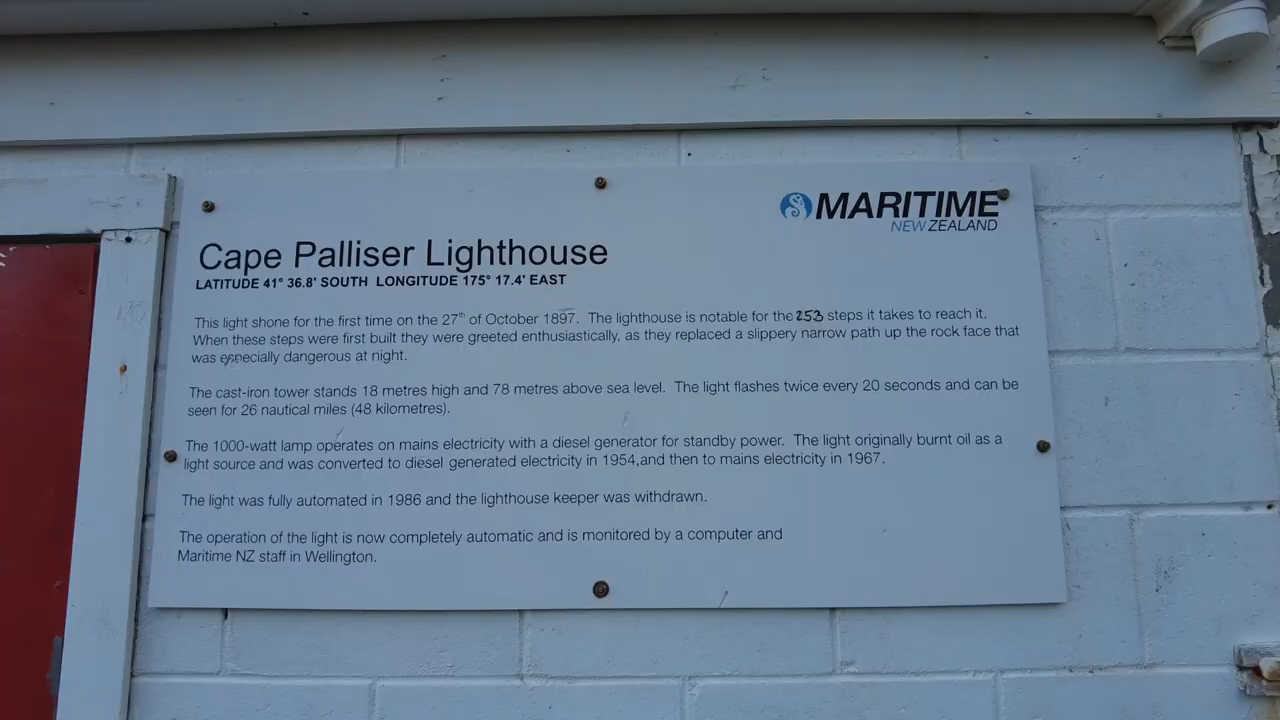 MARITIME
NEW ZEALAND
Cape Palliser Lighthouse
LATITUDE 41° 36.8' SOUTH LONGITUDE 175° 17.4' EAST
This light shone for the first time on the 27th of October 1897. The lighthouse is notable for the 253 steps it takes to reach it.
When these steps were first built they were greeted enthusiastically, as they replaced a slippery narrow path up the rock face that
was especially dangerous at night.
The cast-iron tower stands 18 metres high and 78 metres above sea level. The light flashes twice every 20 seconds and can be
seen for 26 nautical miles (48 kilometres).
The 1000-watt lamp operates on mains electricity with a diesel generator for standby power. The light originally burnt oil as a
light source and was converted to diesel generated electricity in 1954,and then to mains electricity in 1967.
The light was fully automated in 1986 and the lighthouse keeper was withdrawn.
The operation of the light is now completely automatic and is monitored by a computer and
Maritime NZ staff in Wellington.